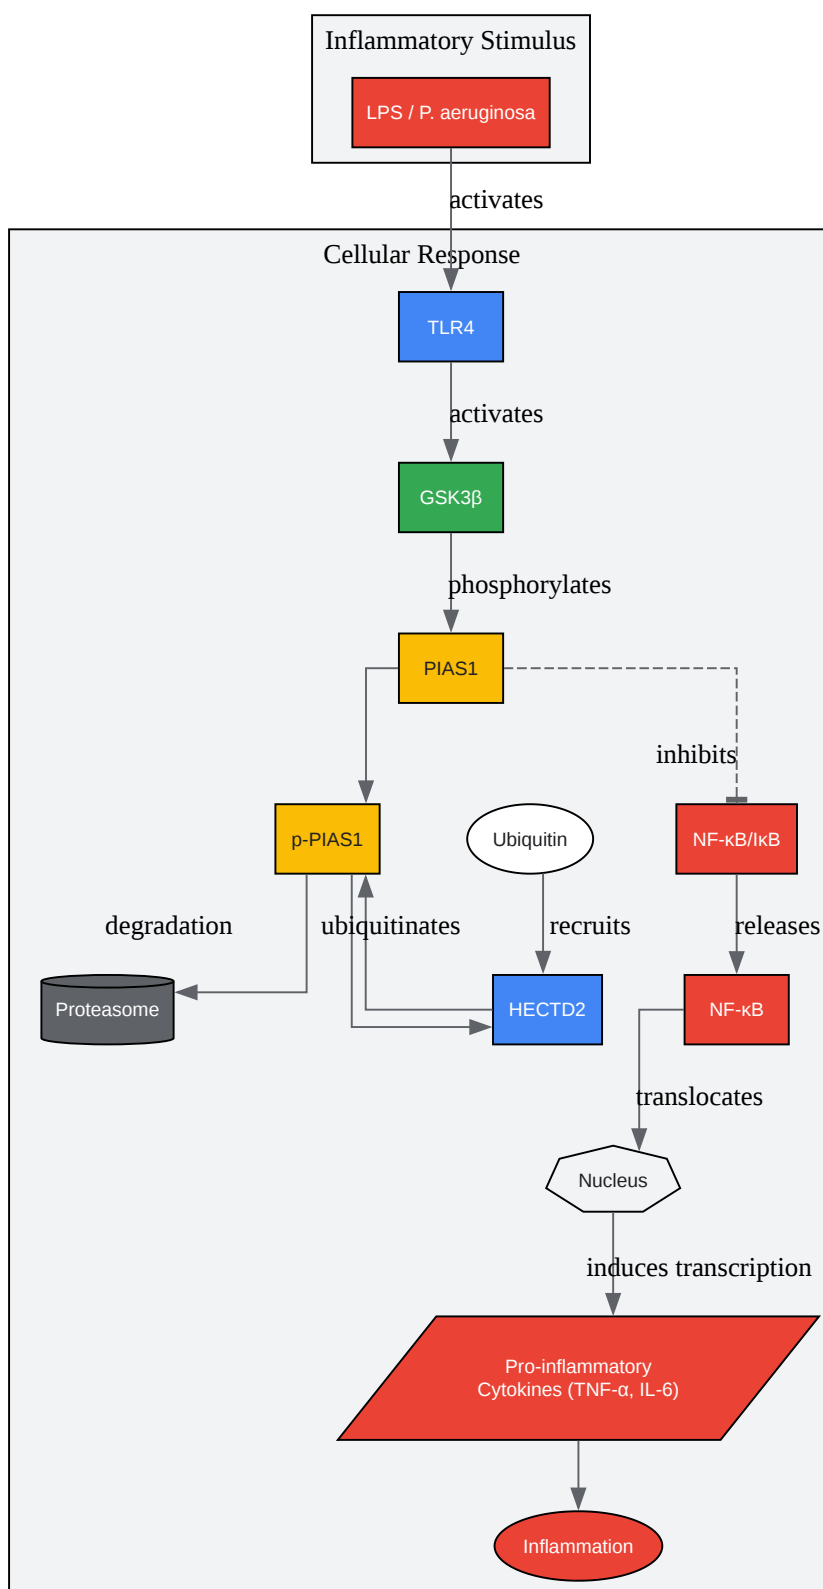 Inflammatory Stimulus
LPS / P. aeruginosa
activates
Cellular Response
TLR4
activates
GSK3β
phosphorylates
PIAS1
inhibits
p-PIAS1
Ubiquitin
NF-κB/IκB
degradation
ubiquitinates
recruits
releases
Proteasome
HECTD2
NF-κB
translocates
Nucleus
induces transcription
Pro-inflammatory
Cytokines (TNF-α, IL-6)
Inflammation